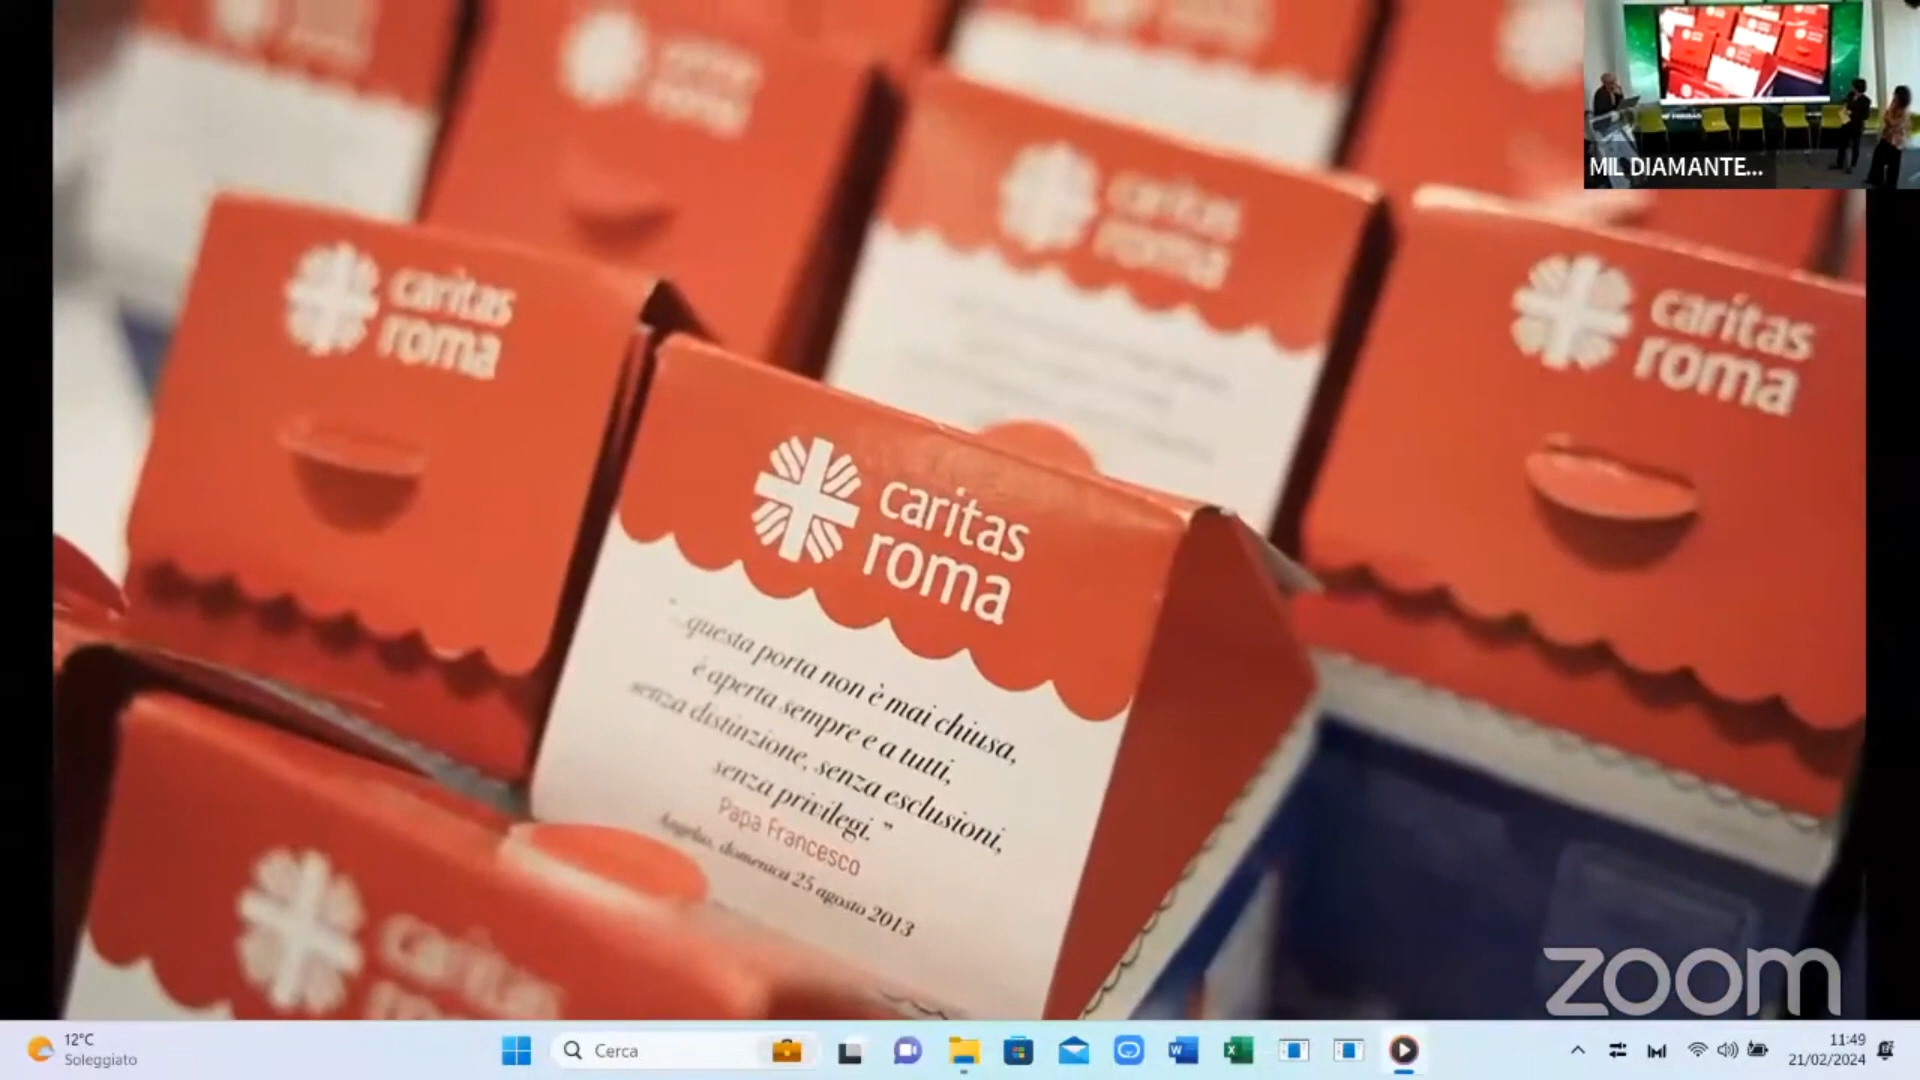 MIL DIAMANTE...
caritas
roma
caritas
roma
caritas
roma
caritas
roma
"...questa porta non è mai chiusa,
è aperta sempre e a tutti,
senza distinzione, senza esclusioni,
senza privilegi."
Papa Francesco
Angelus, domenica 25 agosto 2013
caritas
zoom
12°C
Soleggiato
Cerca
11:49
21/02/2024